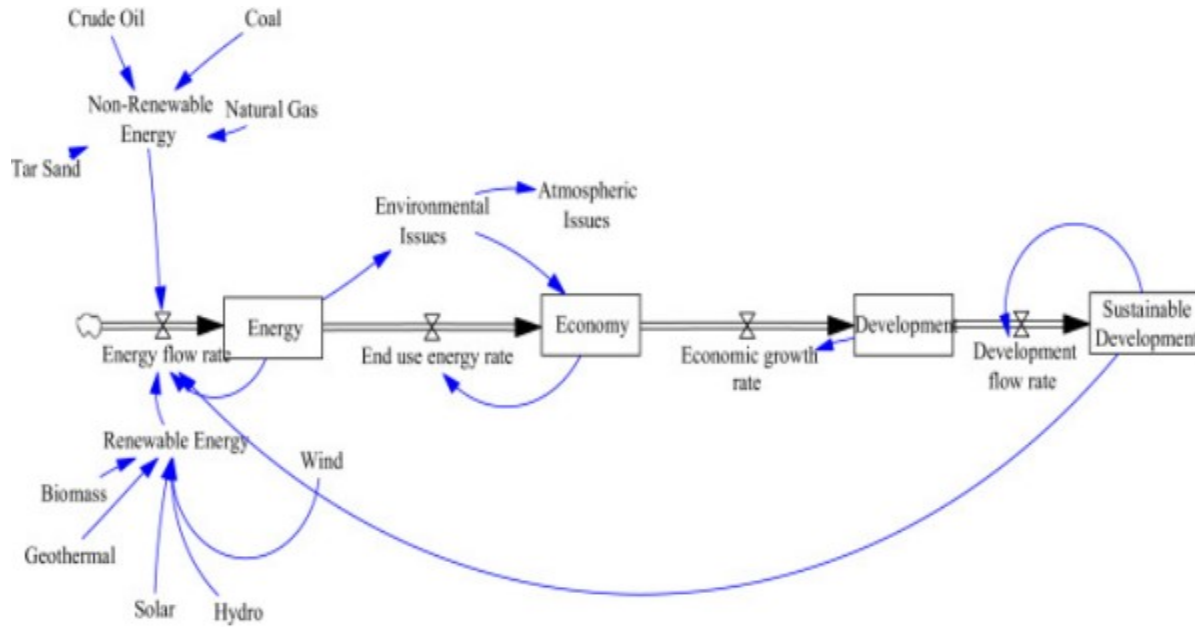 Crude Oil
Coal
Non-Renewable
Energy
Natural Gas
Tar Sand
Environmental
Issues
Atmospheric
Issues
Energy
Economy
Development
Sustainable
Development
Energy flow rate
End use energy rate
Economic growth
rate
Development
flow rate
Renewable Energy
Wind
Biomass
Geothermal
Solar
Hydro